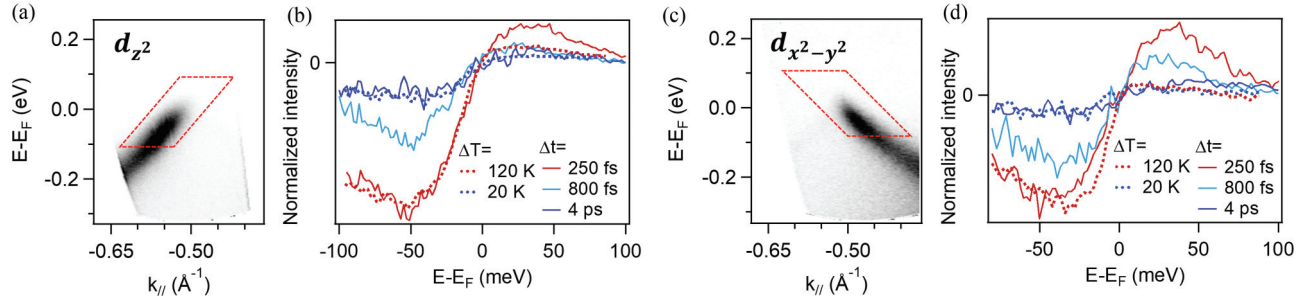 (a)
d_{z^2}
E-E_F (eV)
0.2
0.0
-0.2
-0.65
-0.50
k_{//} (Å^{-1})
(b)
Normalized intensity
0
ΔT=
120 K
20 K
Δt=
250 fs
800 fs
4 ps
-100
-50
0
50
100
E-E_F (meV)
(c)
d_{x^2-y^2}
E-E_F (eV)
0.2
0.0
-0.2
-0.65
-0.50
k_{//} (Å^{-1})
(d)
Normalized intensity
0
ΔT=
120 K
20 K
Δt=
250 fs
800 fs
4 ps
-50
0
50
100
E-E_F (meV)